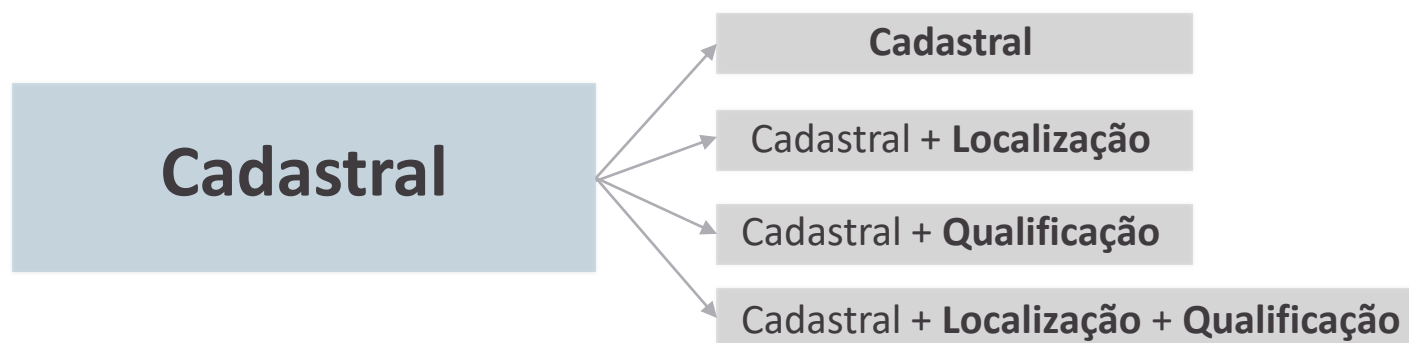 Cadastral
Cadastral
Cadastral + Localização
Cadastral + Qualificação
Cadastral + Localização + Qualificação